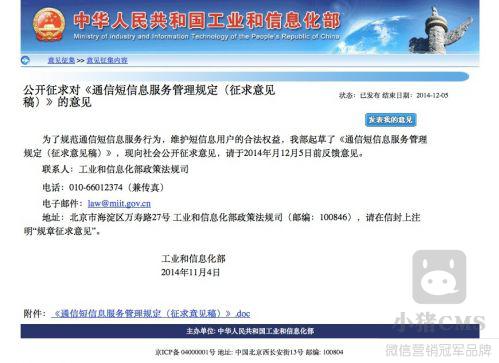 中华人民共和国工业和信息化部
Ministry of Industry and Information Technology of the People's Republic of China
意见征集>>意见征集内容
公开征求对《通信短信息服务管理规定（征求意见
稿）》的意见
状态：已发布 结束日期：2014-12-05
发表我的意见
为了规范通信短信息服务行为，维护短信息用户的合法权益，我部起草了《通信短信息服务管理
规定（征求意见稿）》，现向社会公开征求意见，请于2014年月12月5日前反馈意见。
联系人：工业和信息化部政策法规司
电话：010-66012374（兼传真）
电子邮件：law@miit.gov.cn
地址：北京市海淀区万寿路27号 工业和信息化部政策法规司（邮编：100846），请在信封上注
明“规章征求意见”。
工业和信息化部
2014年11月4日
附件：《通信短信息服务管理规定（征求意见稿）》.doc
小猪CMS
主办单位：中华人民共和国工业和信息化部
微信营销冠军品牌
京ICP备 04000001号 地址：中国北京西长安街13号 邮编：100804